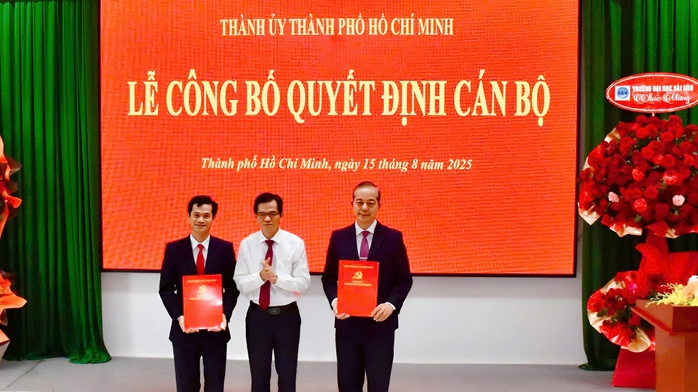 THÀNH ỦY THÀNH PHỐ HỒ CHÍ MINH
LỄ CÔNG BỐ QUYẾT ĐỊNH CÁN BỘ
Thành phố Hồ Chí Minh, ngày 15 tháng 8 năm 2025
SGU
TRƯỜNG ĐẠI HỌC SÀI GÒN
Chúc Mừng